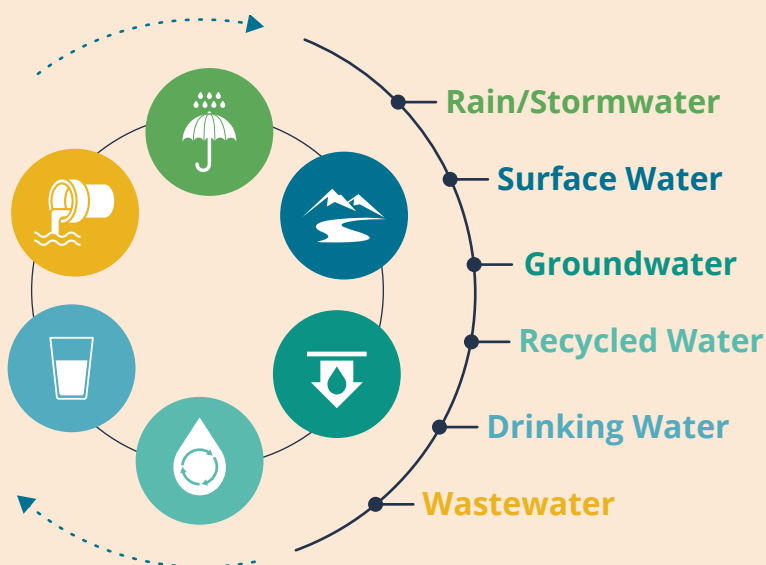 Rain/Stormwater
Surface Water
Groundwater
Recycled Water
Drinking Water
Wastewater